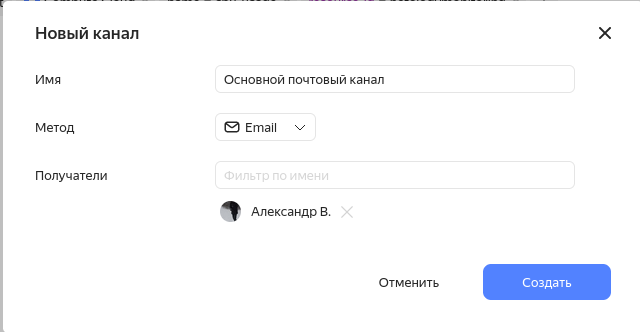 Новый канал
Имя
Основной почтовый канал
Метод
Email
Получатели
Фильтр по имени
Александр В.
Отменить
Создать